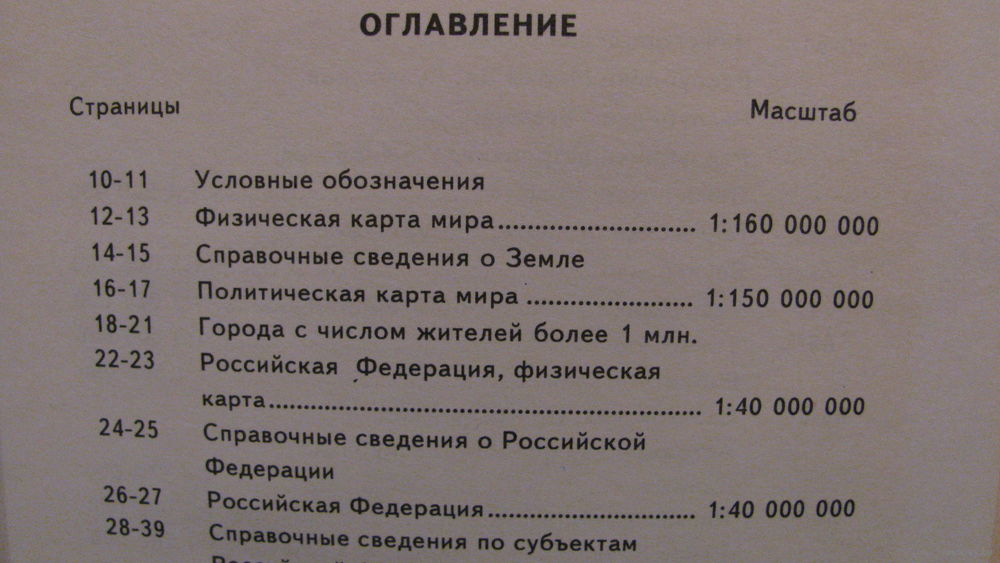 ОГЛАВЛЕНИЕ
Страницы Масштаб
10-11 Условные обозначения
12-13 Физическая карта мира............................ 1:160 000 000
14-15 Справочные сведения о Земле
16-17 Политическая карта мира ........................ 1:150 000 000
18-21 Города с числом жителей более 1 млн.
22-23 Российская Федерация, физическая
карта.............................................................. 1:40 000 000
24-25 Справочные сведения о Российской
Федерации
26-27 Российская Федерация.............................. 1:40 000 000
28-39 Справочные сведения по субъектам